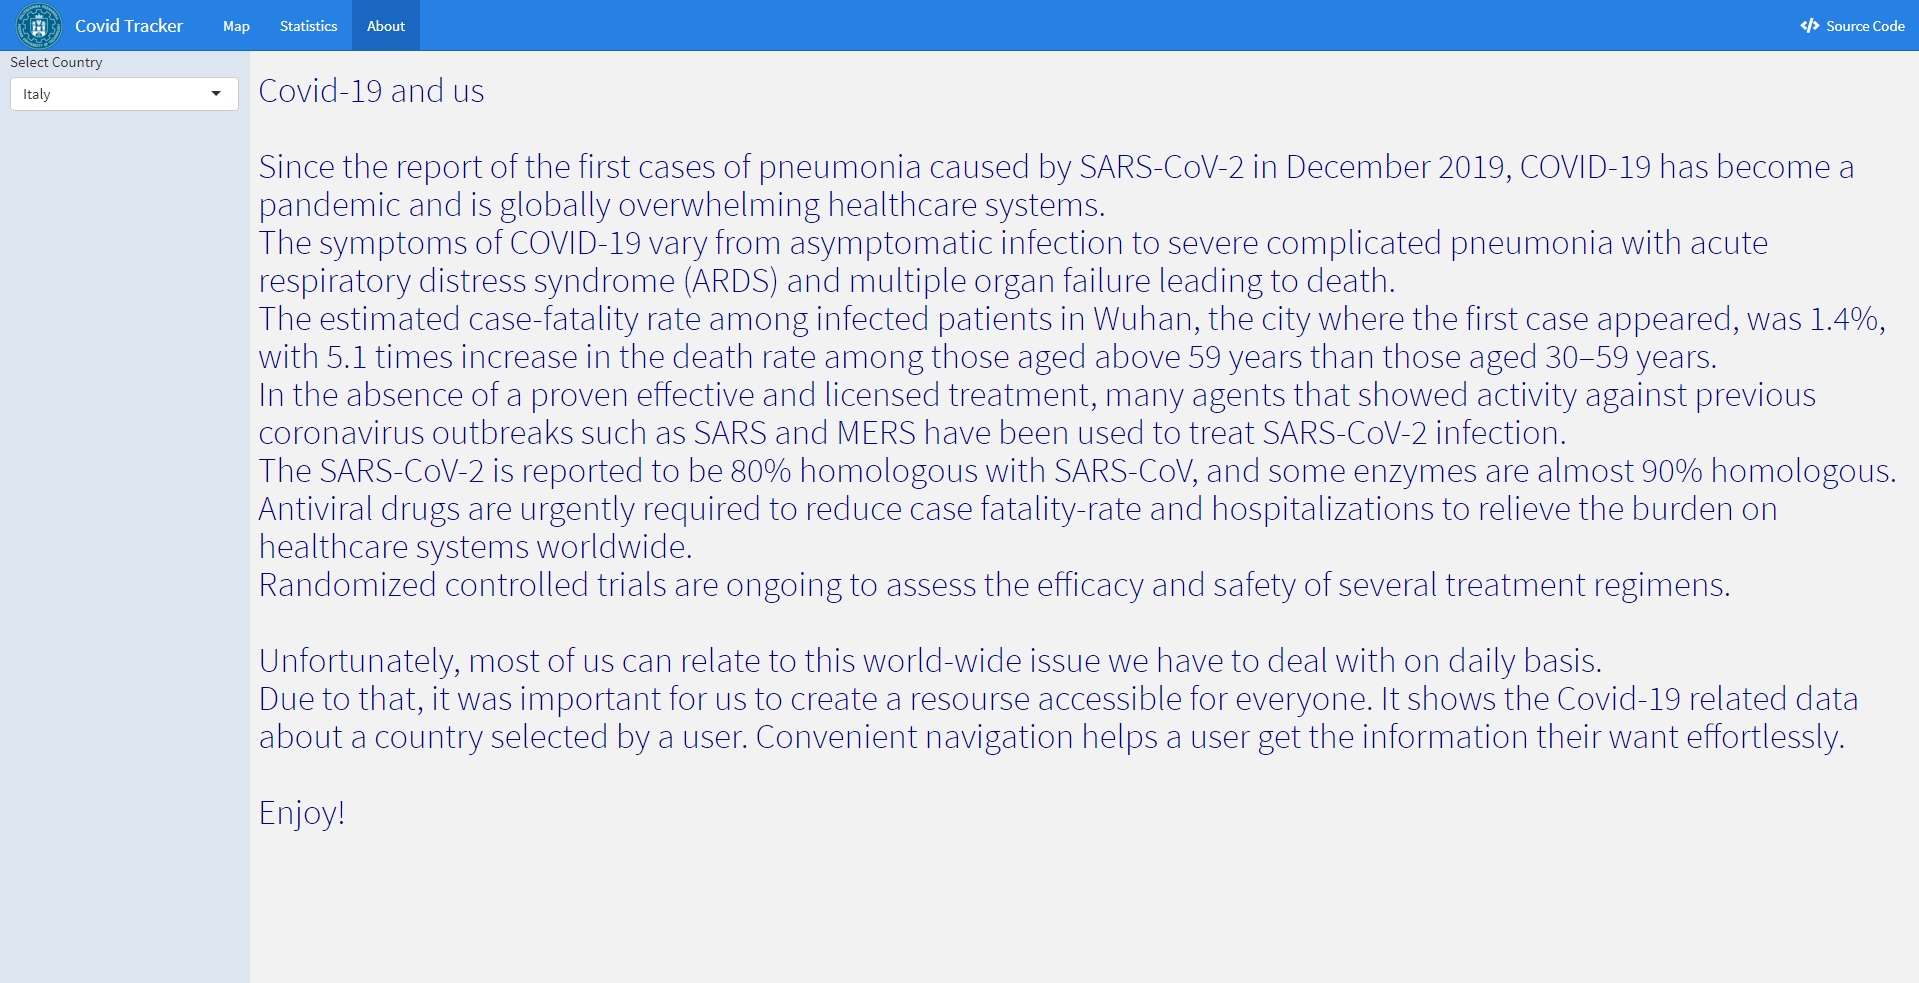 Covid Tracker Map Statistics About Source Code
Select Country
Italy
Covid-19 and us
Since the report of the first cases of pneumonia caused by SARS-CoV-2 in December 2019, COVID-19 has become a
pandemic and is globally overwhelming healthcare systems.
The symptoms of COVID-19 vary from asymptomatic infection to severe complicated pneumonia with acute
respiratory distress syndrome (ARDS) and multiple organ failure leading to death.
The estimated case-fatality rate among infected patients in Wuhan, the city where the first case appeared, was 1.4%,
with 5.1 times increase in the death rate among those aged above 59 years than those aged 30–59 years.
In the absence of a proven effective and licensed treatment, many agents that showed activity against previous
coronavirus outbreaks such as SARS and MERS have been used to treat SARS-CoV-2 infection.
The SARS-CoV-2 is reported to be 80% homologous with SARS-CoV, and some enzymes are almost 90% homologous.
Antiviral drugs are urgently required to reduce case fatality-rate and hospitalizations to relieve the burden on
healthcare systems worldwide.
Randomized controlled trials are ongoing to assess the efficacy and safety of several treatment regimens.
Unfortunately, most of us can relate to this world-wide issue we have to deal with on daily basis.
Due to that, it was important for us to create a resourse accessible for everyone. It shows the Covid-19 related data
about a country selected by a user. Convenient navigation helps a user get the information their want effortlessly.
Enjoy!